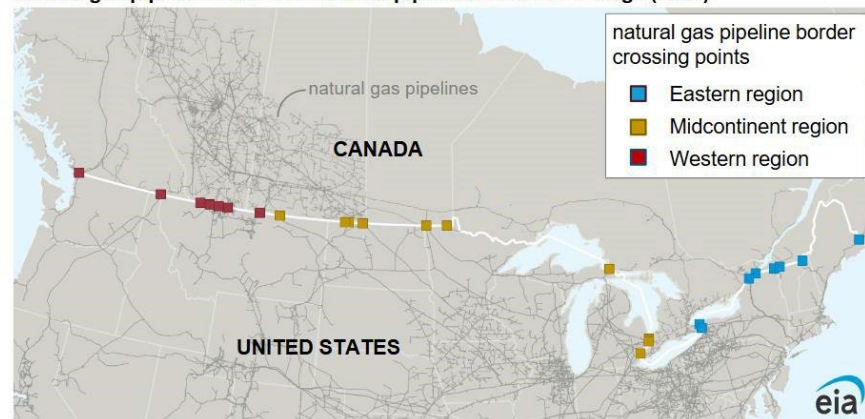 natural gas pipeline border
crossing points
Eastern region
Midcontinent region
Western region
natural gas pipelines
CANADA
UNITED STATES
eia